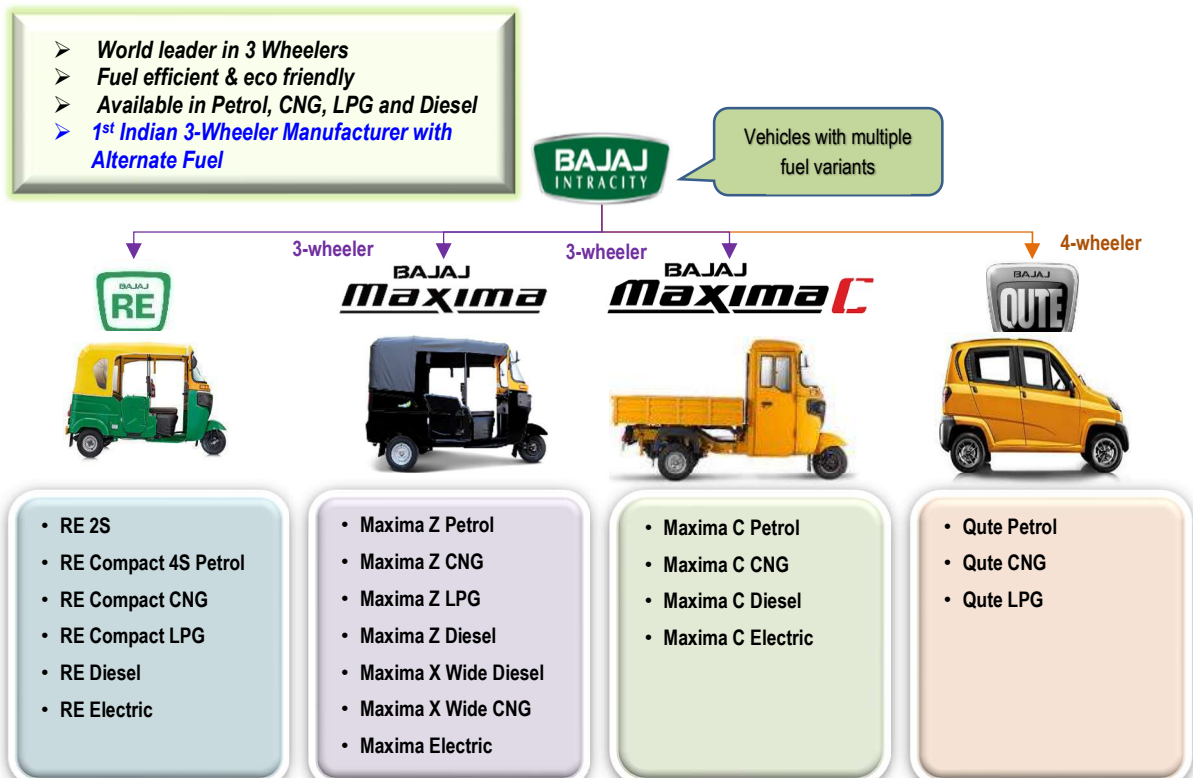 World leader in 3 Wheelers
Fuel efficient & eco friendly
Available in Petrol, CNG, LPG and Diesel
1st Indian 3-Wheeler Manufacturer with
Alternate Fuel
BAJAJ
INTRACITY
Vehicles with multiple
fuel variants
3-wheeler
3-wheeler
4-wheeler
BAJAJ
RE
BAJAJ
maxima
BAJAJ
maxima C
BAJAJ
QUTE
RE 2S
RE Compact 4S Petrol
RE Compact CNG
RE Compact LPG
RE Diesel
RE Electric
Maxima Z Petrol
Maxima Z CNG
Maxima Z LPG
Maxima Z Diesel
Maxima X Wide Diesel
Maxima X Wide CNG
Maxima Electric
Maxima C Petrol
Maxima C CNG
Maxima C Diesel
Maxima C Electric
Qute Petrol
Qute CNG
Qute LPG